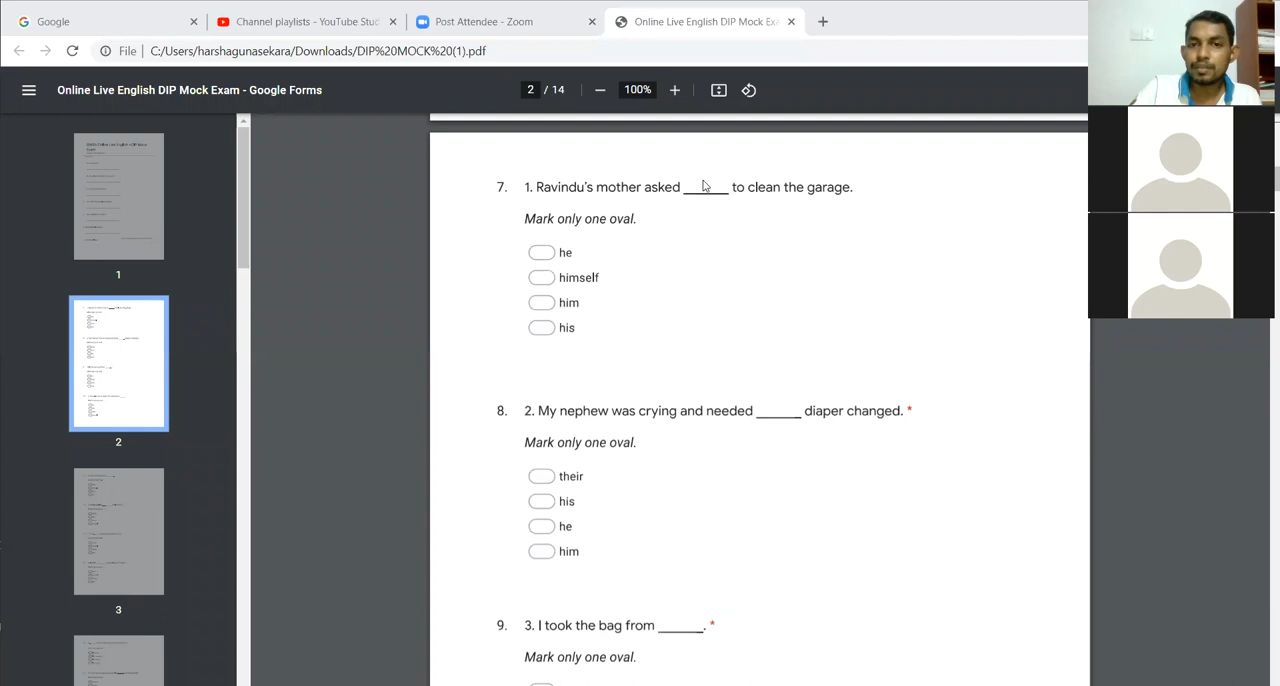 Google
Channel playlists - YouTube Stud
Post Attendee - Zoom
Online Live English DIP Mock Exa
File
C:/Users/harshagunasekara/Downloads/DIP%20MOCK%20(1).pdf
Online Live English DIP Mock Exam - Google Forms
2 / 14
100%
7. 1. Ravindu's mother asked ______ to clean the garage.
Mark only one oval.
he
himself
him
his
8. 2. My nephew was crying and needed ______ diaper changed. *
Mark only one oval.
their
his
he
him
9. 3. I took the bag from ______. *
Mark only one oval.
1
2
3